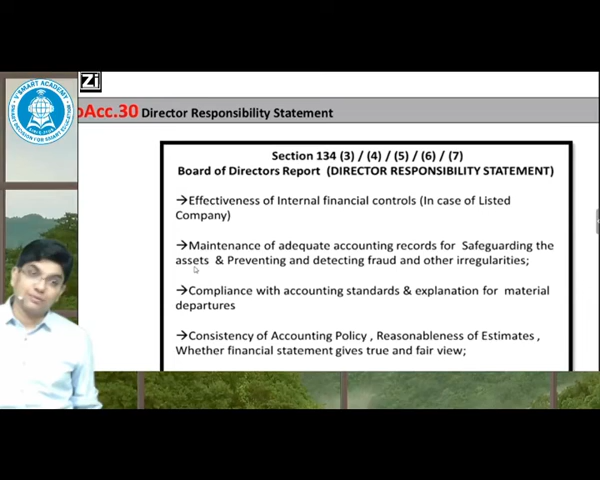 V SMART ACADEMY
Zi
oAcc.30 Director Responsibility Statement
Section 134 (3) / (4) / (5) / (6) / (7)
Board of Directors Report (DIRECTOR RESPONSIBILITY STATEMENT)
→Effectiveness of Internal financial controls (In case of Listed
Company)
→Maintenance of adequate accounting records for Safeguarding the
assets & Preventing and detecting fraud and other irregularities;
→Compliance with accounting standards & explanation for material
departures
→Consistency of Accounting Policy , Reasonableness of Estimates ,
Whether financial statement gives true and fair view;